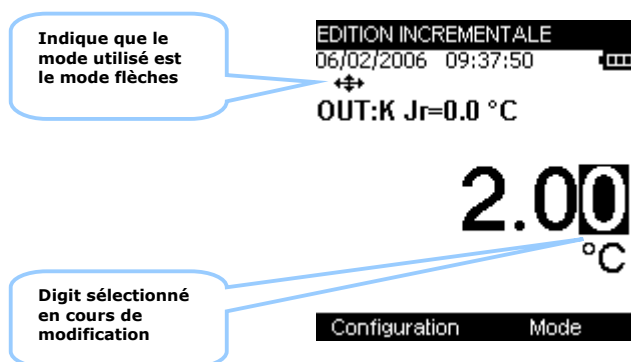 Indique que le
mode utilisé est
le mode flèches
EDITION INCREMENTALE
06/02/2006 09:37:50
OUT:K Jr=0.0 °C
2.00
°C
Digit sélectionné
en cours de
modification
Configuration Mode